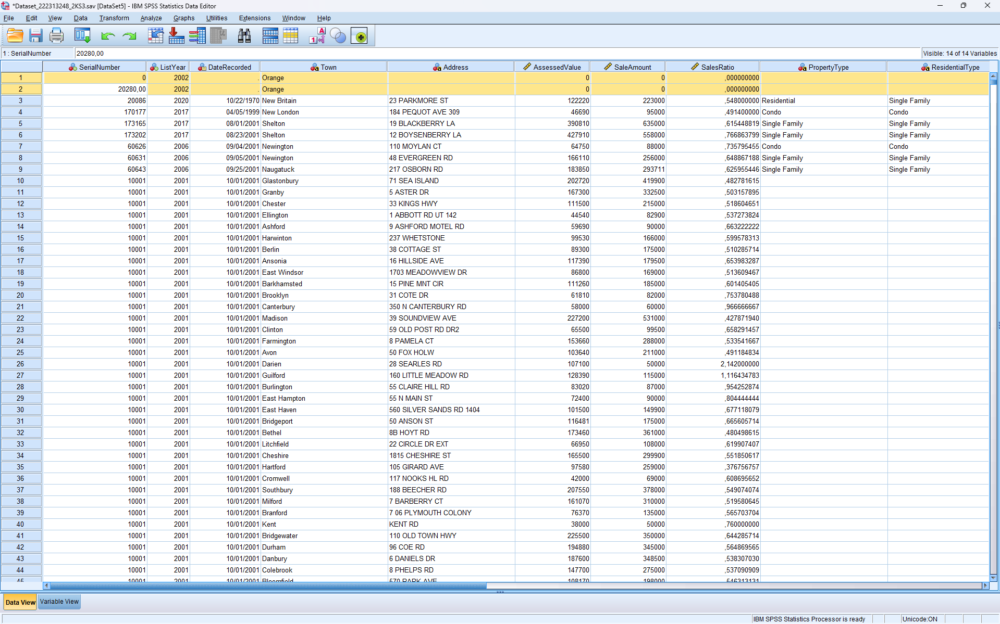 *Dataset_222313248_2KS3.sav [DataSet5] - IBM SPSS Statistics Data Editor
File Edit View Data Transform Analyze Graphs Utilities Extensions Window Help
1 : SerialNumber 20280,00 Visible: 14 of 14 Variables
SerialNumber ListYear DateRecorded Town Address AssessedValue SaleAmount SalesRatio PropertyType ResidentialType
1 0 2002 . Orange 0 0 ,000000000
2 20280,00 2002 . Orange 0 0 ,000000000
3 20086 2020 10/22/1970 New Britain 23 PARKMORE ST 122220 223000 ,548000000 Residential Single Family
4 170177 2017 04/05/1999 New London 184 PEQUOT AVE 309 46690 95000 ,491400000 Condo Condo
5 173165 2017 08/01/2001 Shelton 19 BLACKBERRY LA 390810 635000 ,615448819 Single Family Single Family
6 173202 2017 08/23/2001 Shelton 12 BOYSENBERRY LA 427910 558000 ,766863799 Single Family Single Family
7 60626 2006 09/04/2001 Newington 110 MOYLAN CT 64750 88000 ,735795455 Condo Condo
8 60631 2006 09/05/2001 Newington 48 EVERGREEN RD 166110 256000 ,648867188 Single Family Single Family
9 60643 2006 09/25/2001 Naugatuck 217 OSBORN RD 183850 293711 ,625955446 Single Family Single Family
10 10001 2001 10/01/2001 Glastonbury 71 SEA ISLAND 202720 419900 ,482781615
11 10001 2001 10/01/2001 Granby 5 ASTER DR 167300 332500 ,503157895
12 10001 2001 10/01/2001 Chester 33 KINGS HWY 111500 215000 ,518604651
13 10001 2001 10/01/2001 Ellington 1 ABBOTT RD UT 142 44540 82900 ,537273824
14 10001 2001 10/01/2001 Ashford 9 ASHFORD MOTEL RD 59690 90000 ,663222222
15 10001 2001 10/01/2001 Harwinton 237 WHETSTONE 99530 166000 ,599578313
16 10001 2001 10/01/2001 Berlin 38 COTTAGE ST 89300 175000 ,510285714
17 10001 2001 10/01/2001 Ansonia 16 HILLSIDE AVE 117390 179500 ,653983287
18 10001 2001 10/01/2001 East Windsor 1703 MEADOWVIEW DR 86800 169000 ,513609467
19 10001 2001 10/01/2001 Barkhamsted 15 PINE MNT CIR 111260 185000 ,601405405
20 10001 2001 10/01/2001 Brooklyn 31 COTE DR 61810 82000 ,753780488
21 10001 2001 10/01/2001 Canterbury 350 N CANTERBURY RD 58000 60000 ,966666667
22 10001 2001 10/01/2001 Madison 39 SOUNDVIEW AVE 227200 531000 ,427871940
23 10001 2001 10/01/2001 Clinton 59 OLD POST RD DR2 65500 99500 ,658291457
24 10001 2001 10/01/2001 Farmington 8 PAMELA CT 153660 288000 ,533541667
25 10001 2001 10/01/2001 Avon 50 FOX HOLW 103640 211000 ,491184834
26 10001 2001 10/01/2001 Darien 28 SEARLES RD 107100 50000 2,142000000
27 10001 2001 10/01/2001 Guilford 160 LITTLE MEADOW RD 128390 115000 1,116434783
28 10001 2001 10/01/2001 Burlington 55 CLAIRE HILL RD 83020 87000 ,954252874
29 10001 2001 10/01/2001 East Hampton 55 N MAIN ST 72400 90000 ,804444444
30 10001 2001 10/01/2001 East Haven 560 SILVER SANDS RD 1404 101500 149900 ,677118079
31 10001 2001 10/01/2001 Bridgeport 50 ANSON ST 116481 175000 ,665605714
32 10001 2001 10/01/2001 Bethel 8B HOYT RD 173460 361000 ,480498615
33 10001 2001 10/01/2001 Litchfield 22 CIRCLE DR EXT 66950 108000 ,619907407
34 10001 2001 10/01/2001 Cheshire 1815 CHESHIRE ST 165500 299900 ,551850617
35 10001 2001 10/01/2001 Hartford 105 GIRARD AVE 97580 259000 ,376756757
36 10001 2001 10/01/2001 Cromwell 117 NOOKS HL RD 42000 69000 ,608695652
37 10001 2001 10/01/2001 Southbury 188 BEECHER RD 207550 378000 ,549074074
38 10001 2001 10/01/2001 Milford 7 BARBERRY CT 161070 310000 ,519580645
39 10001 2001 10/01/2001 Branford 7 06 PLYMOUTH COLONY 76370 135000 ,565703704
40 10001 2001 10/01/2001 Kent KENT RD 38000 50000 ,760000000
41 10001 2001 10/01/2001 Bridgewater 110 OLD TOWN HWY 225500 350000 ,644285714
42 10001 2001 10/01/2001 Durham 96 COE RD 194880 345000 ,564869565
43 10001 2001 10/01/2001 Danbury 6 DANIELS DR 187600 348500 ,538307030
44 10001 2001 10/01/2001 Colebrook 8 PHELPS RD 147700 275000 ,537090909
45 10001 2001 10/01/2001 Bloomfield 570 PARK AVE 108170 198000 ,546313131
Data View Variable View
IBM SPSS Statistics Processor is ready Unicode:ON